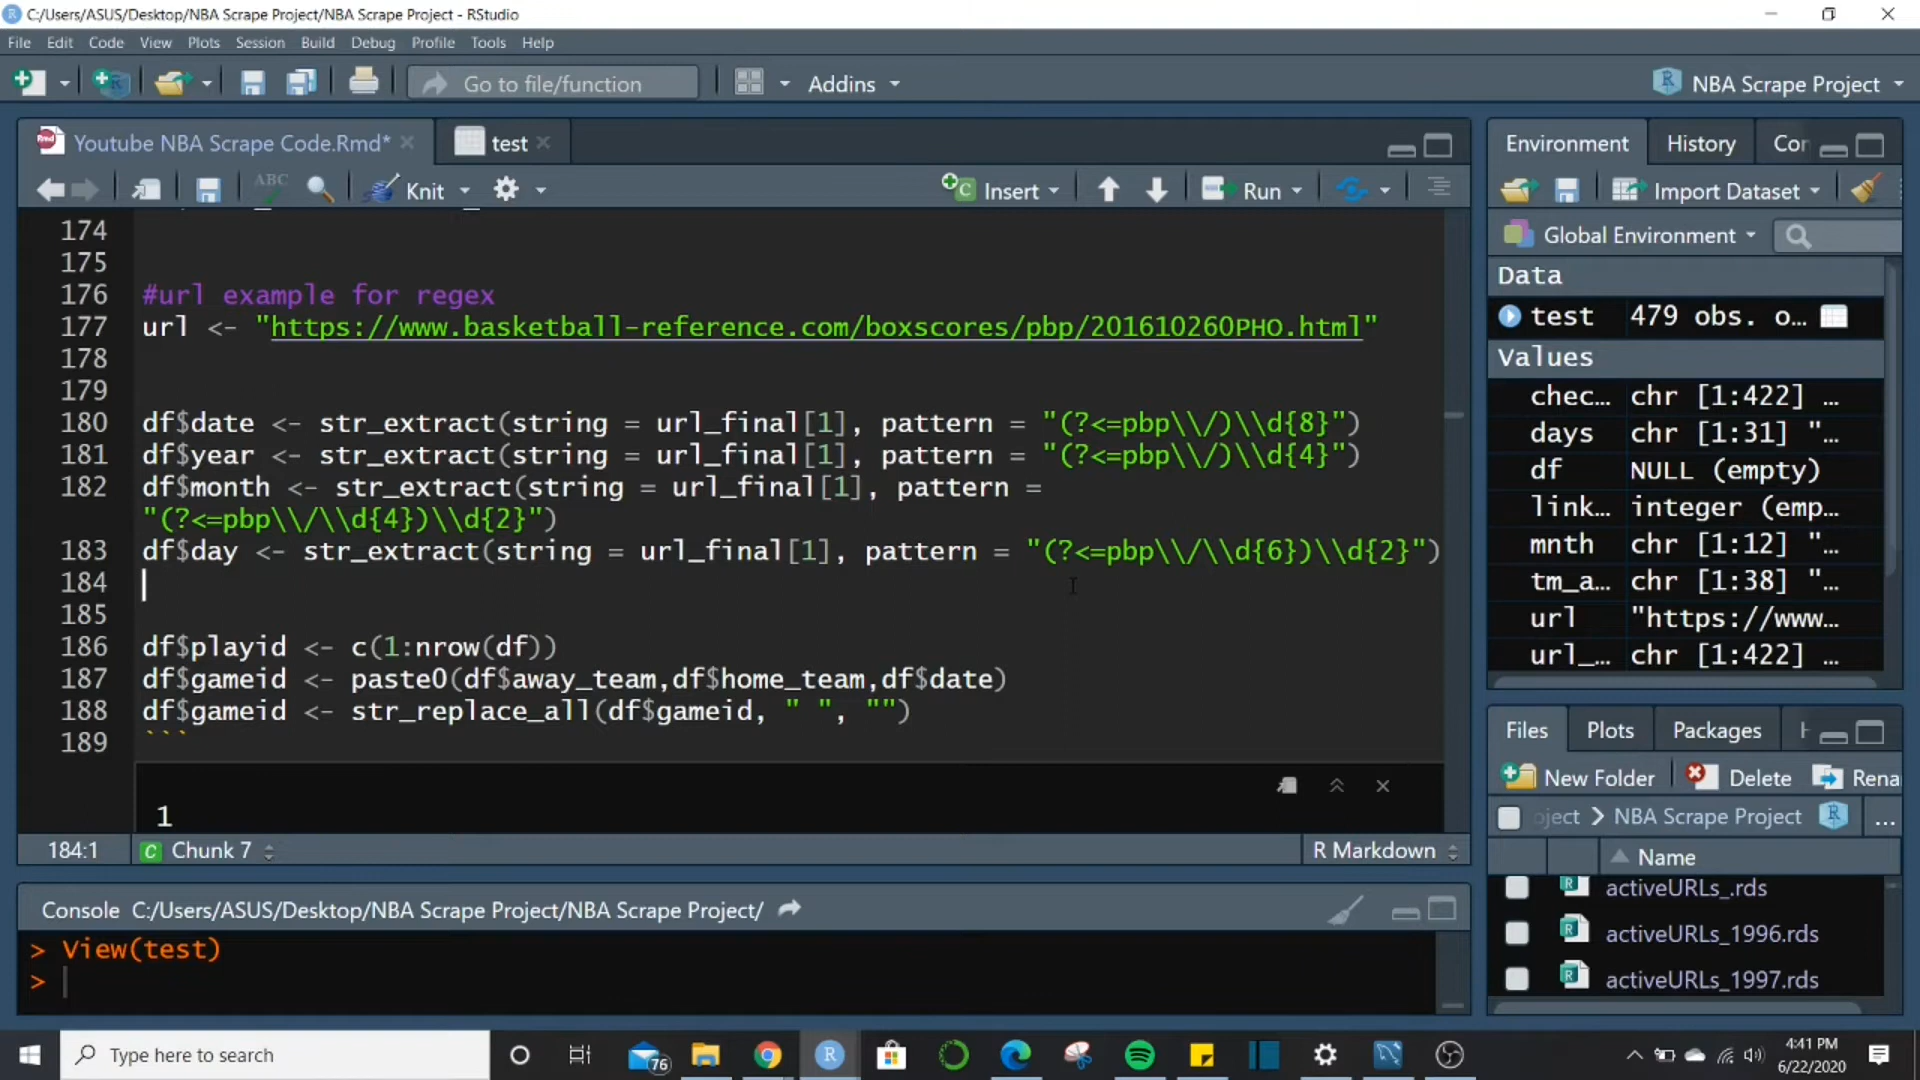 C:/Users/ASUS/Desktop/NBA Scrape Project/NBA Scrape Project - RStudio
File Edit Code View Plots Session Build Debug Profile Tools Help
Go to file/function Addins NBA Scrape Project
Youtube NBA Scrape Code.Rmd* test
ABC Knit Insert Run
174
175
176 #url example for regex
177 url <- "https://www.basketball-reference.com/boxscores/pbp/201610260PHO.html"
178
179
180 df$date <- str_extract(string = url_final[1], pattern = "(?<=pbp\\/)\\d{8}")
181 df$year <- str_extract(string = url_final[1], pattern = "(?<=pbp\\/)\\d{4}")
182 df$month <- str_extract(string = url_final[1], pattern =
"(?<=pbp\\/\\d{4})\\d{2}")
183 df$day <- str_extract(string = url_final[1], pattern = "(?<=pbp\\/\\d{6})\\d{2}")
184
185
186 df$playid <- c(1:nrow(df))
187 df$gameid <- paste0(df$away_team,df$home_team,df$date)
188 df$gameid <- str_replace_all(df$gameid, " ", "")
189 ```
1
184:1 Chunk 7 R Markdown
Console C:/Users/ASUS/Desktop/NBA Scrape Project/NBA Scrape Project/
> View(test)
>
Environment History Cor
Import Dataset
Global Environment
Data
test 479 obs. o…
Values
chec… chr [1:422] …
days chr [1:31] "…
df NULL (empty)
link… integer (emp…
mnth chr [1:12] "…
tm_a… chr [1:38] "…
url "https://www…
url_… chr [1:422] …
Files Plots Packages
New Folder Delete Rena
oject > NBA Scrape Project ...
Name
activeURLs_.rds
activeURLs_1996.rds
activeURLs_1997.rds
Type here to search
76
4:41 PM
6/22/2020